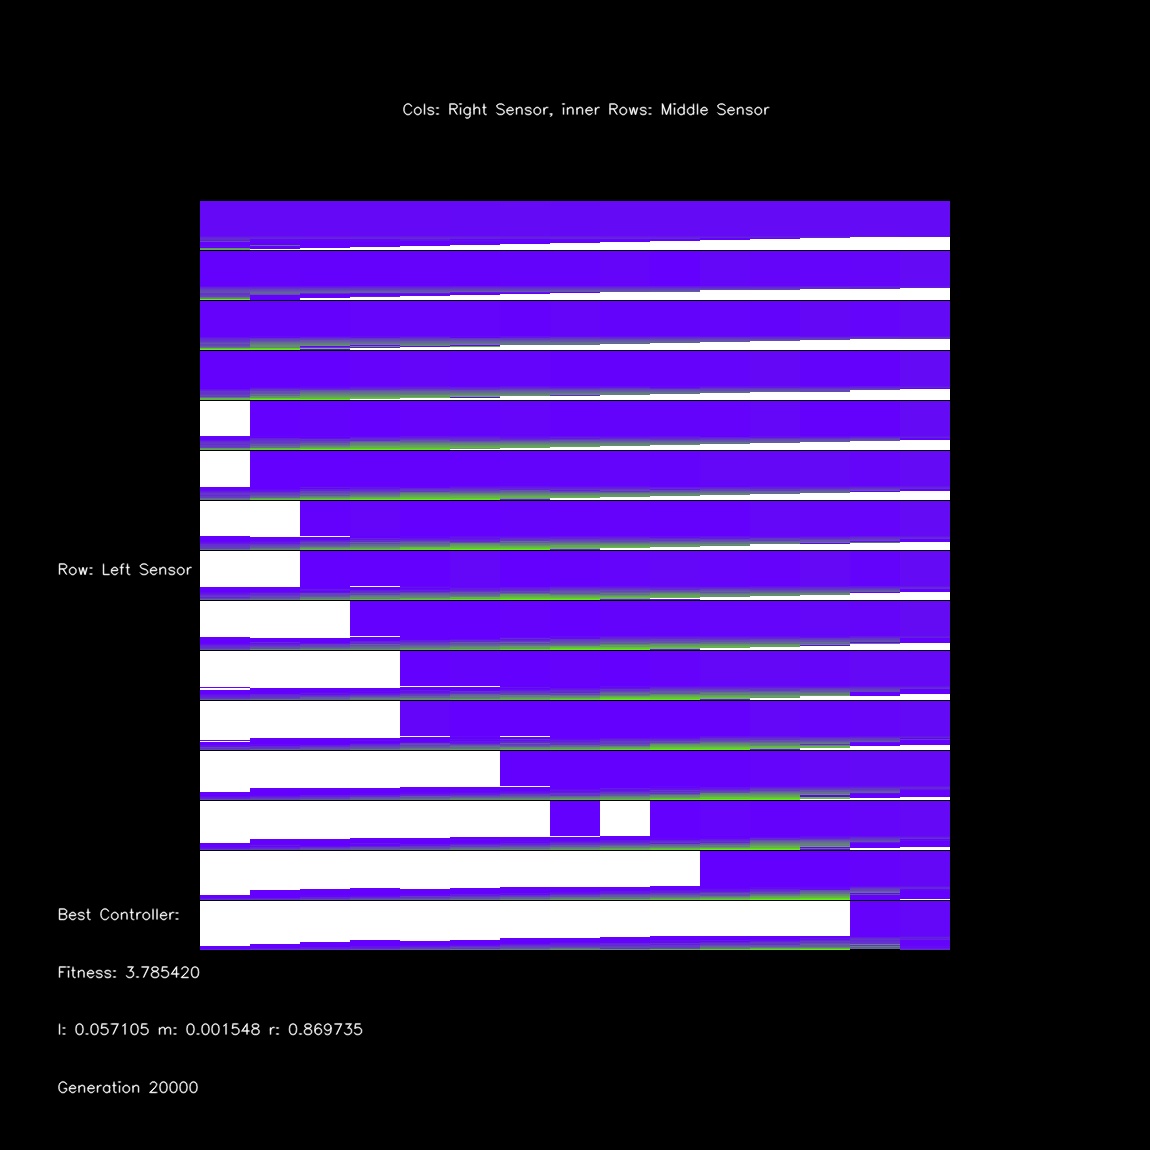 Cols: Right Sensor, inner Rows: Middle Sensor
Row: Left Sensor
Best Controller:
Fitness: 3.785420
l: 0.057105 m: 0.001548 r: 0.869735
Generation 20000